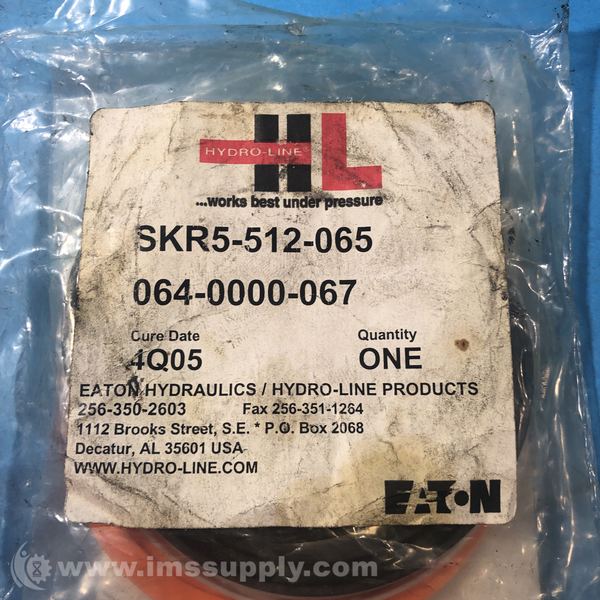 HYDRO-LINE®
HL
...works best under pressure
SKR5-512-065
064-0000-067
Cure Date Quantity
4Q05 ONE
EATON HYDRAULICS / HYDRO-LINE PRODUCTS
256-350-2603 Fax 256-351-1264
1112 Brooks Street, S.E. * P.O. Box 2068
Decatur, AL 35601 USA
WWW.HYDRO-LINE.COM
EATON
www.imssupply.com